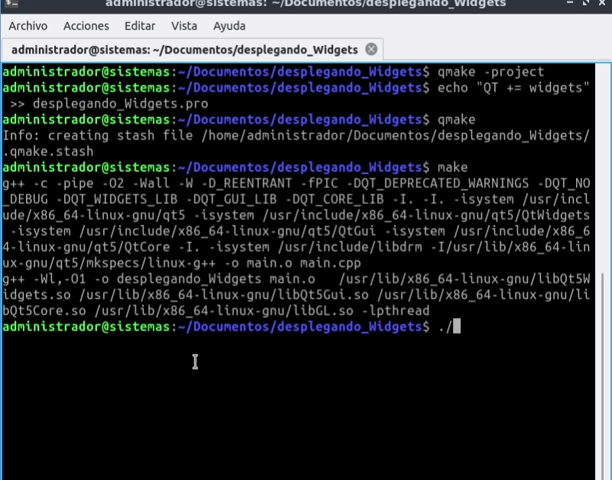 administrador@sistemas: ~/Documentos/desplegando_Widgets
Archivo Acciones Editar Vista Ayuda
administrador@sistemas: ~/Documentos/desplegando_Widgets
administrador@sistemas:~/Documentos/desplegando_Widgets$ qmake -project
administrador@sistemas:~/Documentos/desplegando_Widgets$ echo "QT += widgets"
 >> desplegando_Widgets.pro
administrador@sistemas:~/Documentos/desplegando_Widgets$ qmake
Info: creating stash file /home/administrador/Documentos/desplegando_Widgets/
.qmake.stash
administrador@sistemas:~/Documentos/desplegando_Widgets$ make
g++ -c -pipe -O2 -Wall -W -D_REENTRANT -fPIC -DQT_DEPRECATED_WARNINGS -DQT_NO
_DEBUG -DQT_WIDGETS_LIB -DQT_GUI_LIB -DQT_CORE_LIB -I. -I. -isystem /usr/incl
ude/x86_64-linux-gnu/qt5 -isystem /usr/include/x86_64-linux-gnu/qt5/QtWidgets
 -isystem /usr/include/x86_64-linux-gnu/qt5/QtGui -isystem /usr/include/x86_6
4-linux-gnu/qt5/QtCore -I. -isystem /usr/include/libdrm -I/usr/lib/x86_64-lin
ux-gnu/qt5/mkspecs/linux-g++ -o main.o main.cpp
g++ -Wl,-O1 -o desplegando_Widgets main.o   /usr/lib/x86_64-linux-gnu/libQt5W
idgets.so /usr/lib/x86_64-linux-gnu/libQt5Gui.so /usr/lib/x86_64-linux-gnu/li
bQt5Core.so /usr/lib/x86_64-linux-gnu/libGL.so -lpthread
administrador@sistemas:~/Documentos/desplegando_Widgets$ ./